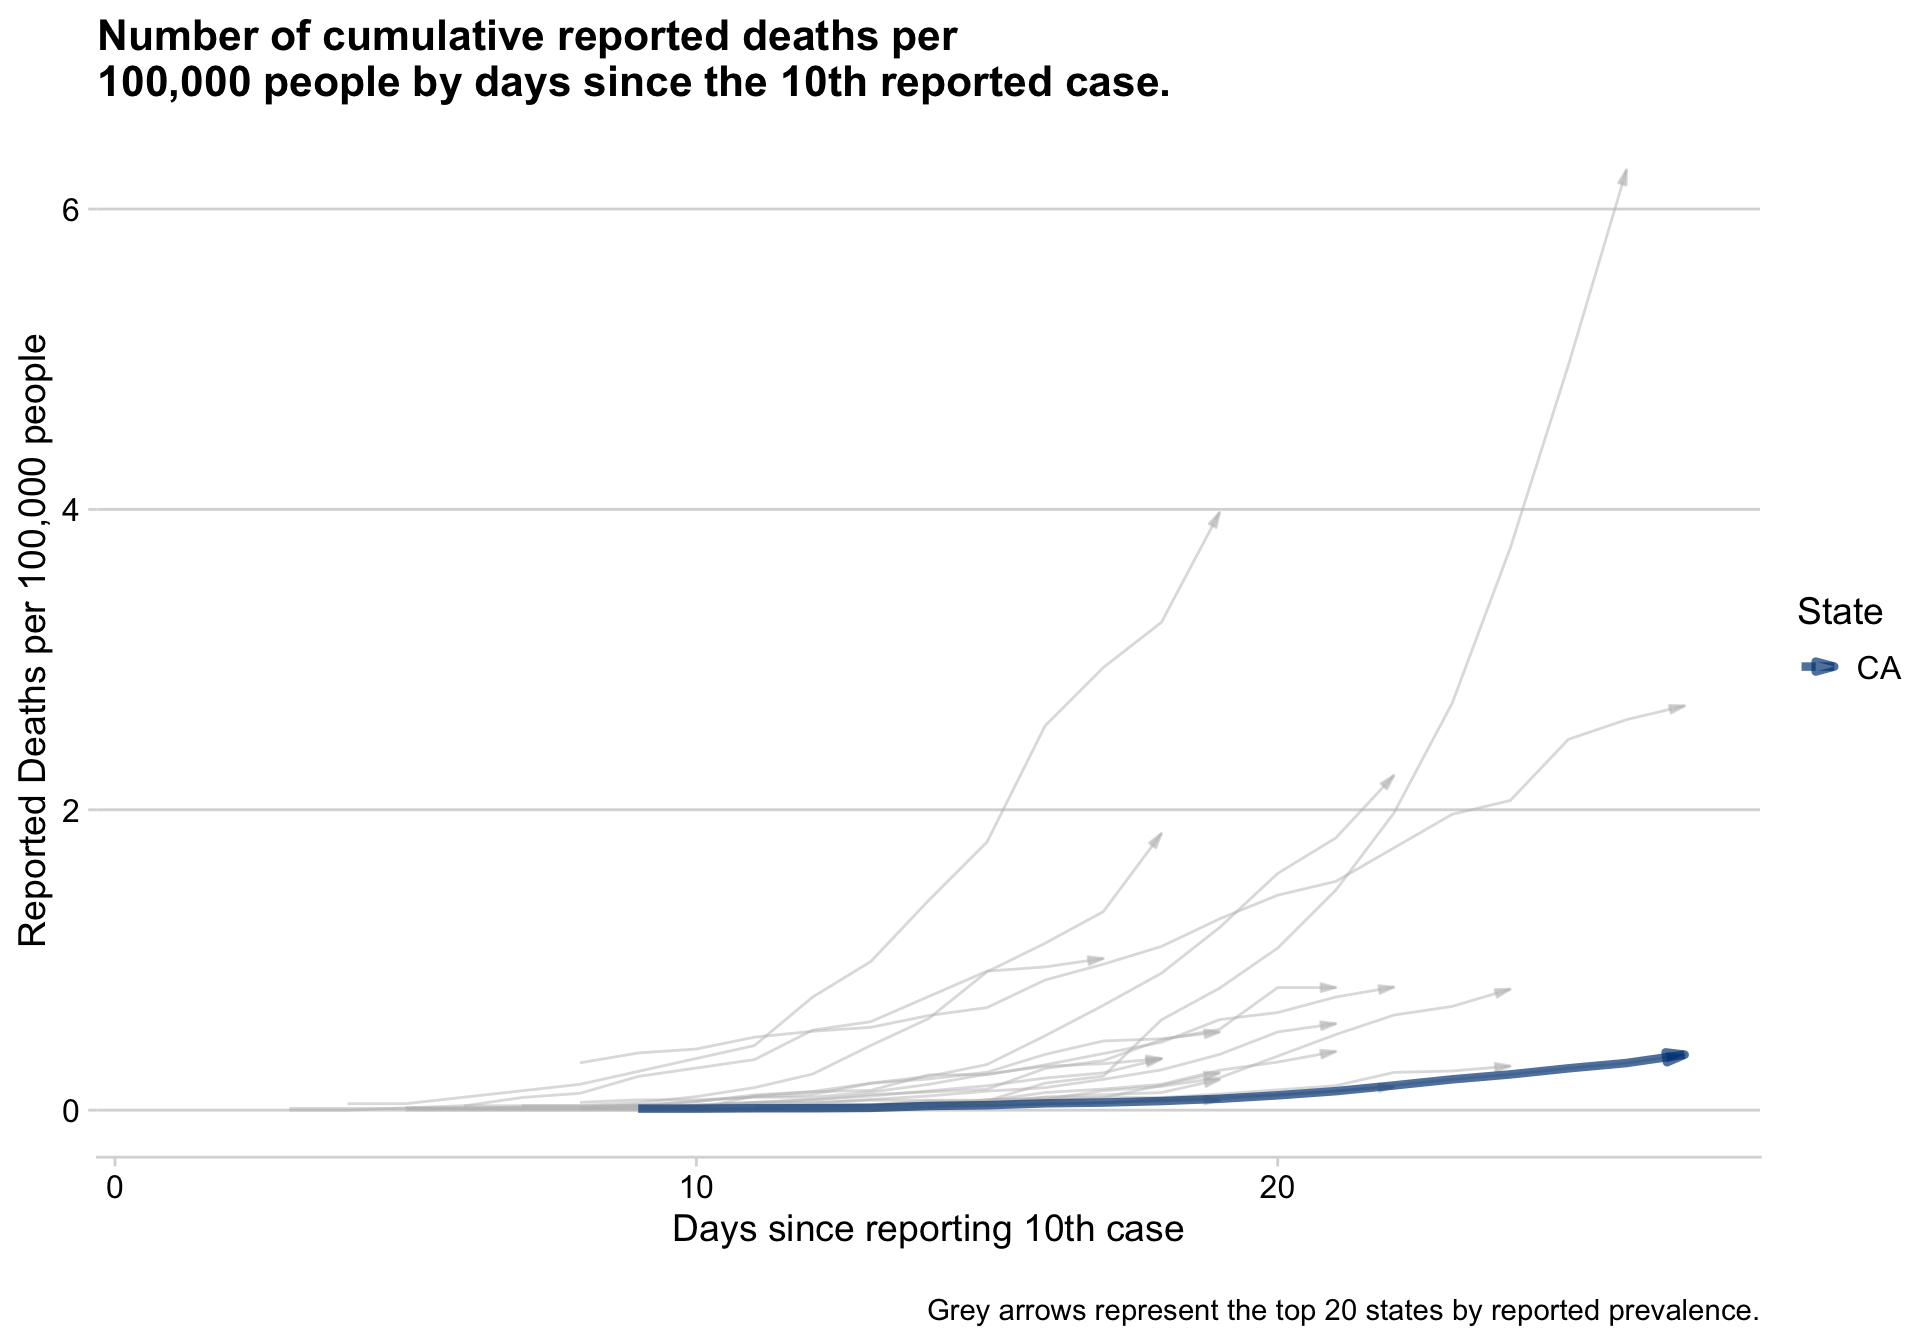 Number of cumulative reported deaths per
100,000 people by days since the 10th reported case.
Reported Deaths per 100,000 people
6
4
2
0
0
10
20
Days since reporting 10th case
State
CA
Grey arrows represent the top 20 states by reported prevalence.